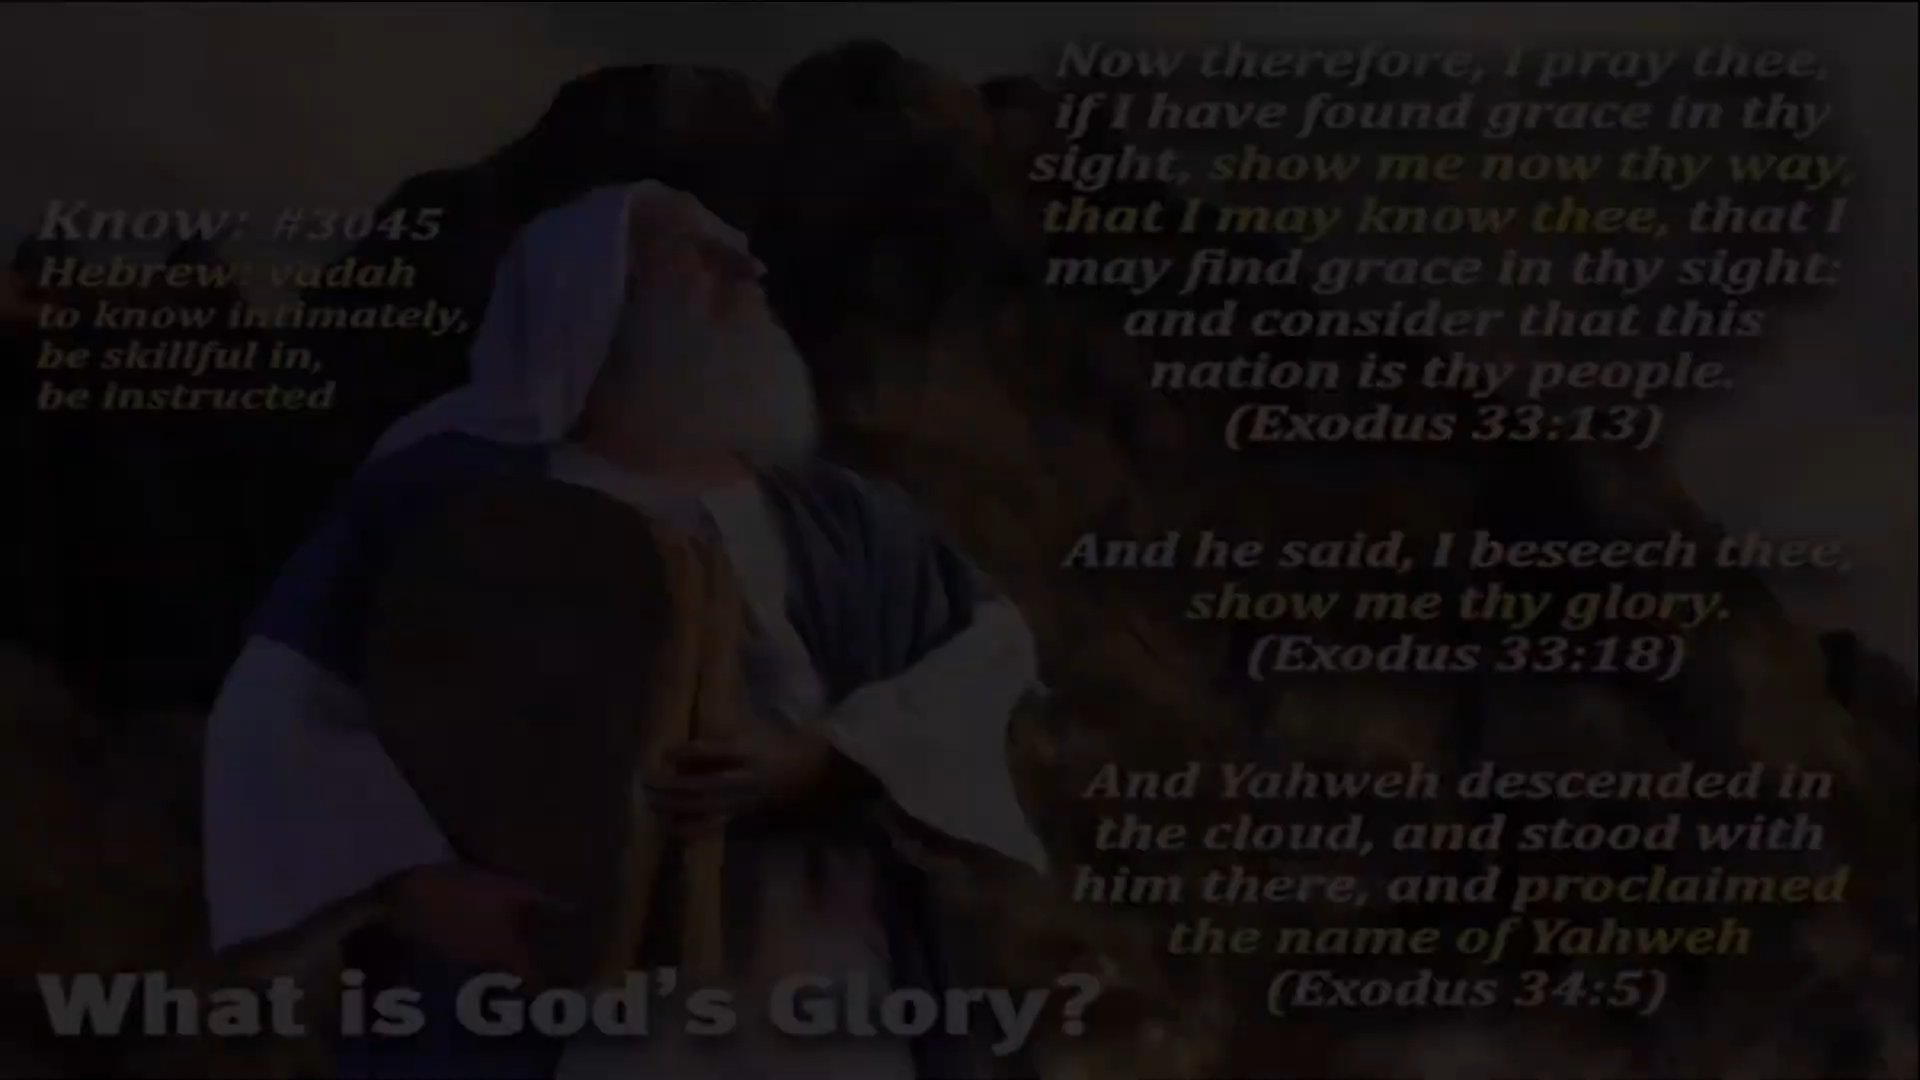 Know: #3045
Hebrew: yadah
to know intimately,
be skillful in,
be instructed
Now therefore, I pray thee,
if I have found grace in thy
sight, show me now thy way,
that I may know thee, that I
may find grace in thy sight:
and consider that this
nation is thy people.
(Exodus 33:13)
And he said, I beseech thee,
show me thy glory.
(Exodus 33:18)
And Yahweh descended in
the cloud, and stood with
him there, and proclaimed
the name of Yahweh
(Exodus 34:5)
What is God's Glory?